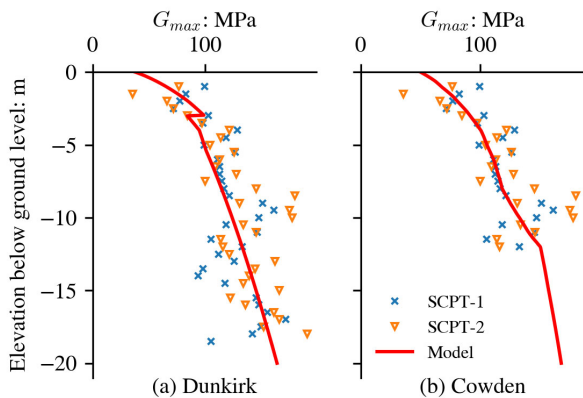 G_max: MPa
G_max: MPa
0 100
0 100
0
−5
−10
−15
−20
Elevation below ground level: m
SCPT-1
SCPT-2
Model
(a) Dunkirk
(b) Cowden